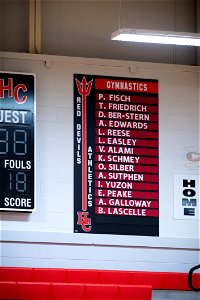 HC
GUEST
88
FOULS
18
SCORE
GYMNASTICS
RED DEVILS
ATHLETICS
P. FISCH
T. FRIEDRICH
D. BER-STERN
A. EDWARDS
L. REESE
L. EASLEY
V. ALAMI
K. SCHMEY
O. SILBER
A. SUTPHEN
I. YUZON
E. PEAKE
A. GALLOWAY
B. LASCELLE
HC
HOME